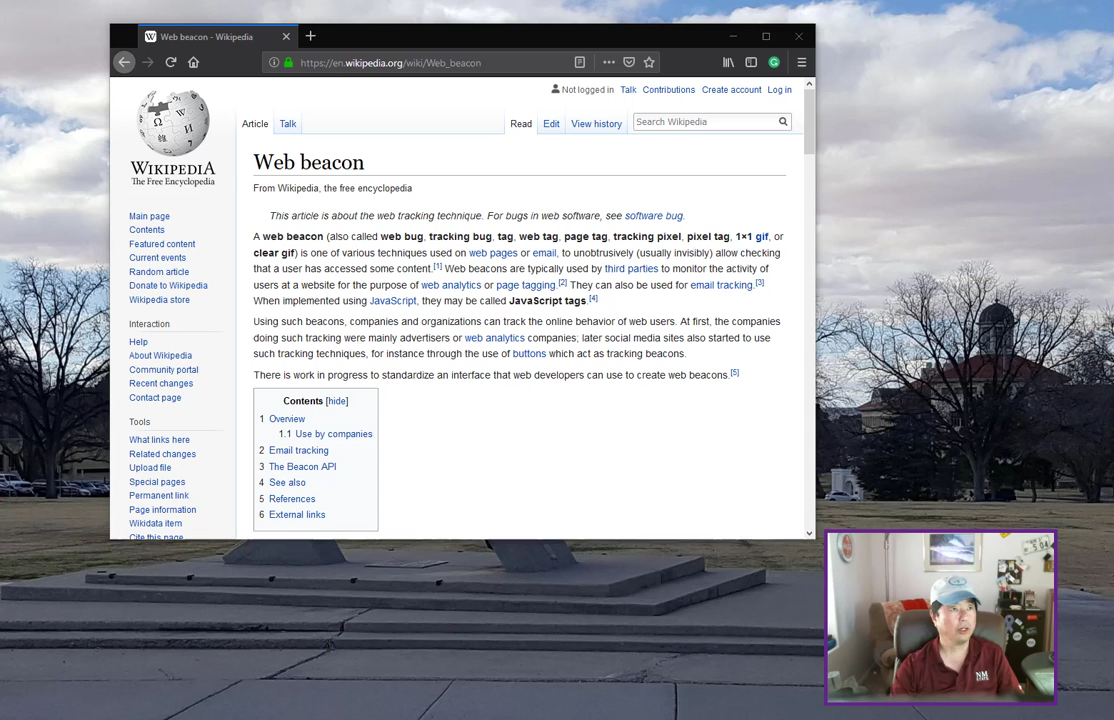 Web beacon - Wikipedia
https://en.wikipedia.org/wiki/Web_beacon
Not logged in Talk Contributions Create account Log in
Article Talk Read Edit View history Search Wikipedia
WIKIPEDIA
The Free Encyclopedia
Main page
Contents
Featured content
Current events
Random article
Donate to Wikipedia
Wikipedia store
Interaction
Help
About Wikipedia
Community portal
Recent changes
Contact page
Tools
What links here
Related changes
Upload file
Special pages
Permanent link
Page information
Wikidata item
Cite this page
Web beacon
From Wikipedia, the free encyclopedia
This article is about the web tracking technique. For bugs in web software, see software bug.
A web beacon (also called web bug, tracking bug, tag, web tag, page tag, tracking pixel, pixel tag, 1×1 gif, or
clear gif) is one of various techniques used on web pages or email, to unobtrusively (usually invisibly) allow checking
that a user has accessed some content.[1] Web beacons are typically used by third parties to monitor the activity of
users at a website for the purpose of web analytics or page tagging.[2] They can also be used for email tracking.[3]
When implemented using JavaScript, they may be called JavaScript tags.[4]
Using such beacons, companies and organizations can track the online behavior of web users. At first, the companies
doing such tracking were mainly advertisers or web analytics companies; later social media sites also started to use
such tracking techniques, for instance through the use of buttons which act as tracking beacons.
There is work in progress to standardize an interface that web developers can use to create web beacons.[5]
Contents [hide]
1 Overview
1.1 Use by companies
2 Email tracking
3 The Beacon API
4 See also
5 References
6 External links
NM